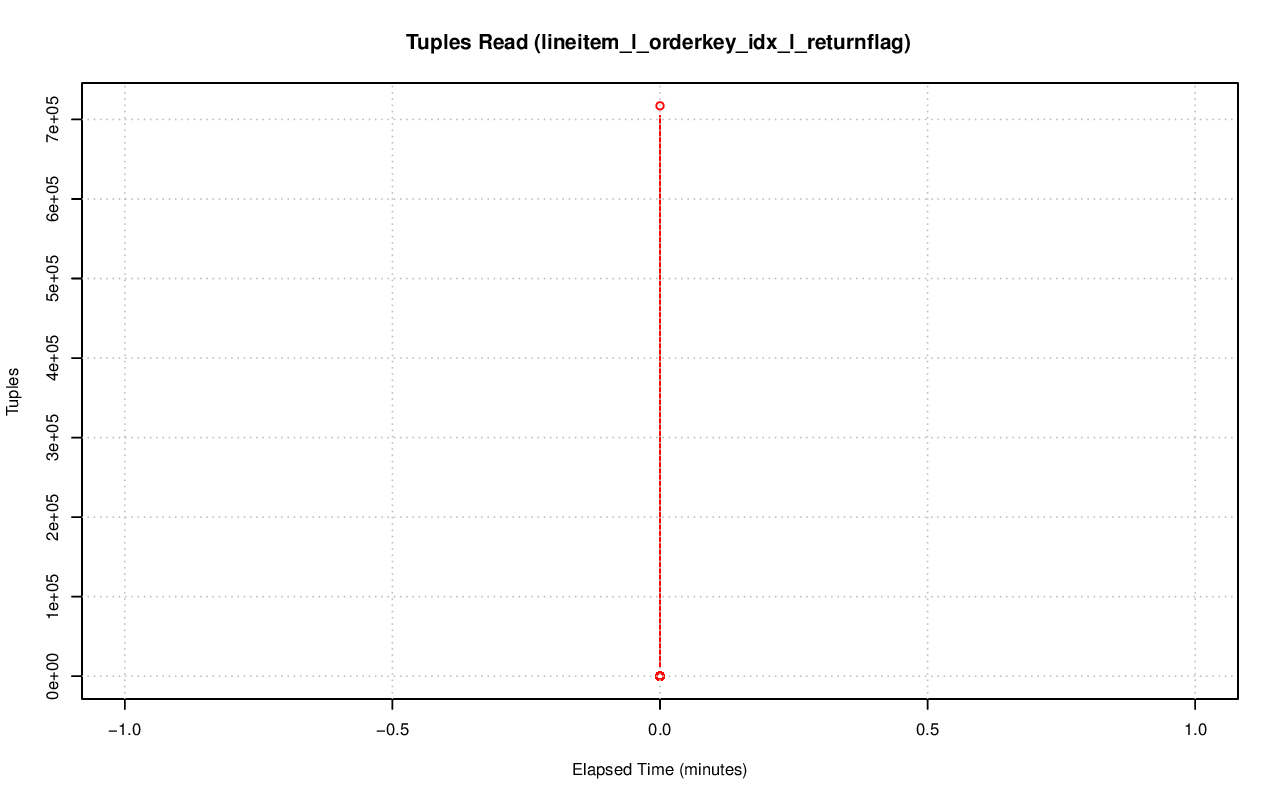 Tuples Read (lineitem_l_orderkey_idx_l_returnflag)
7e+05
6e+05
5e+05
4e+05
3e+05
2e+05
1e+05
0e+00
Tuples
−1.0 −0.5 0.0 0.5 1.0
Elapsed Time (minutes)